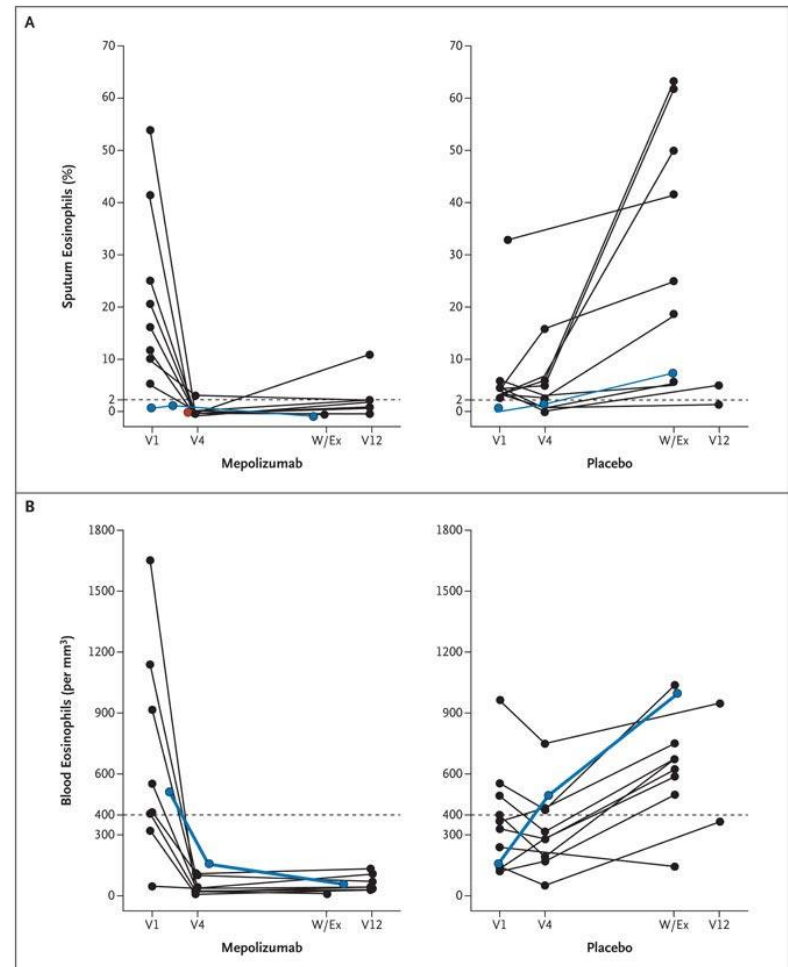 A
70
60
50
40
30
20
10
2
0
Sputum Eosinophils (%)
V1 V4 W/Ex V12
Mepolizumab
70
60
50
40
30
20
10
2
0
V1 V4 W/Ex V12
Placebo
B
1800
1500
1200
900
600
400
300
0
Blood Eosinophils (per mm³)
V1 V4 W/Ex V12
Mepolizumab
1800
1500
1200
900
600
400
300
0
V1 V4 W/Ex V12
Placebo